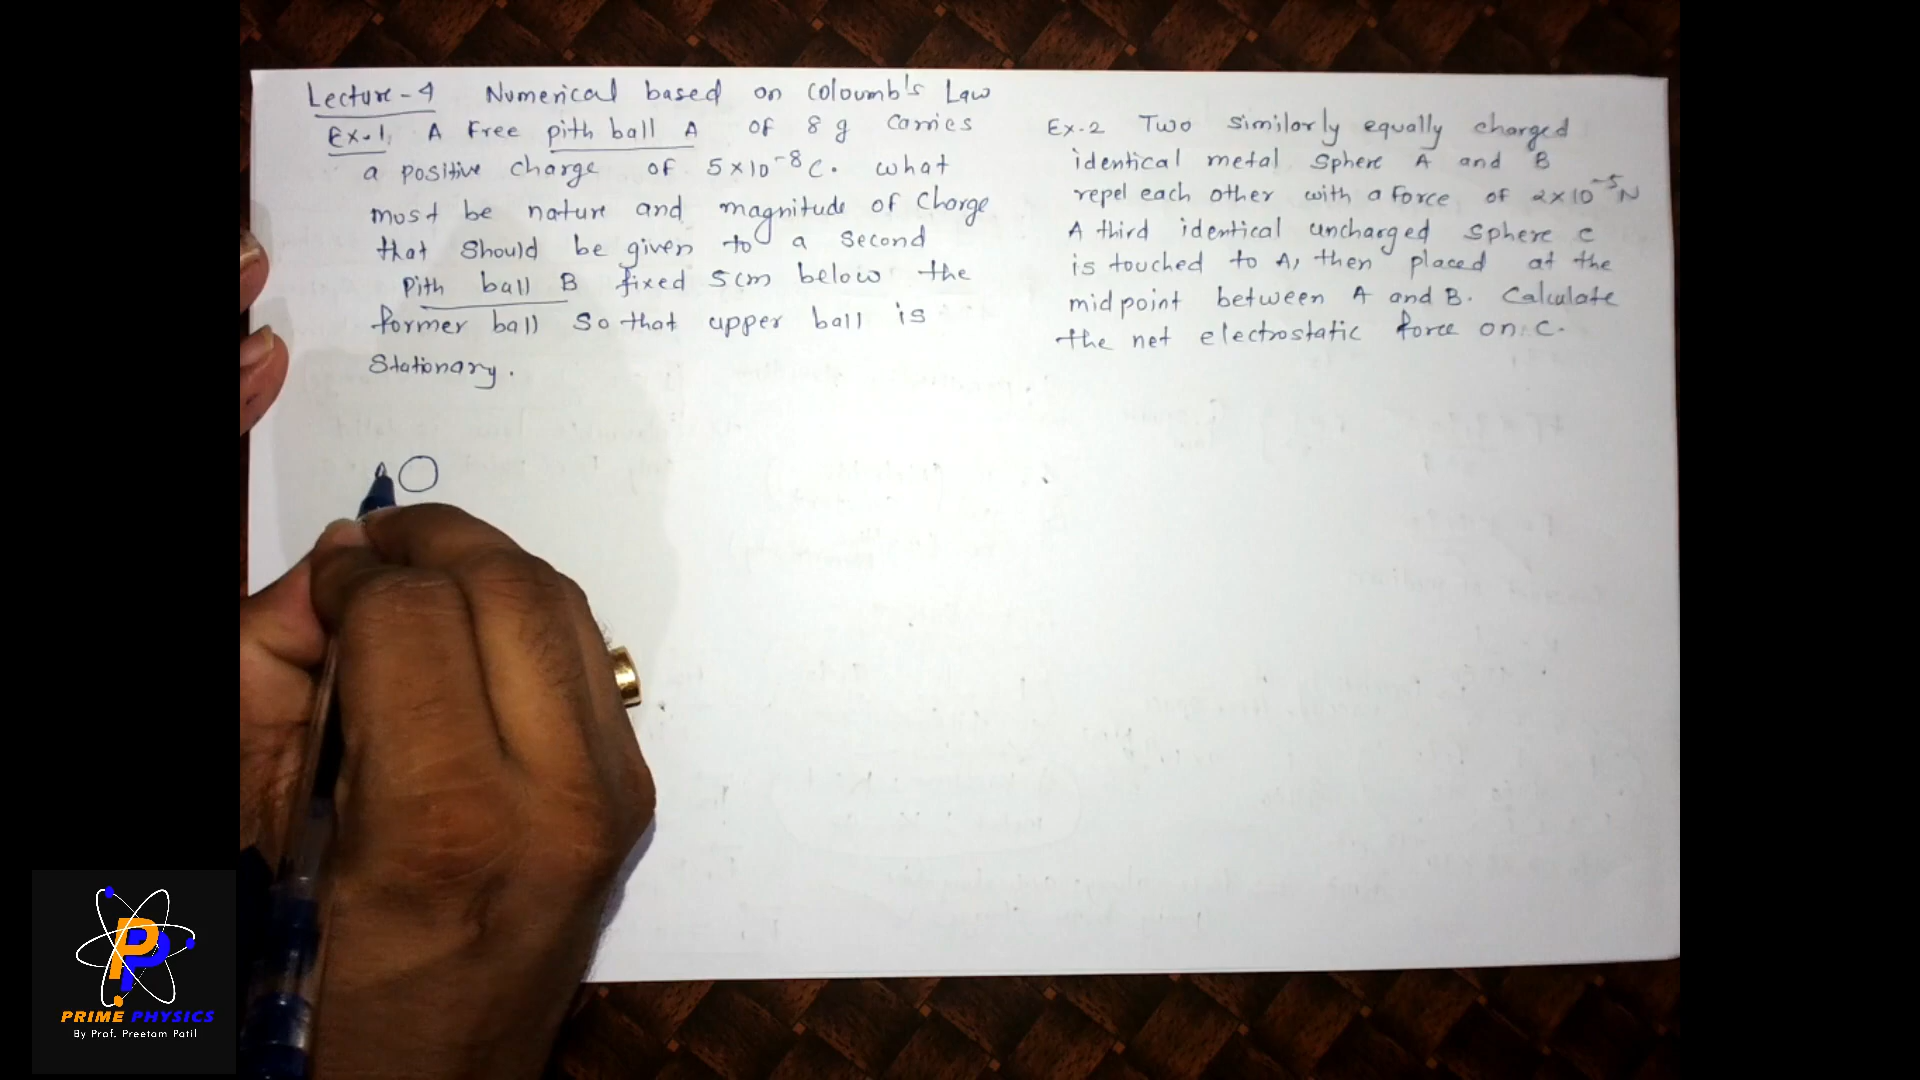 Lecture-4 Numerical based on Coloumb's Law
Ex.1. A Free pith ball A of 8 g carries
a positive charge of 5×10⁻⁸C. what
must be nature and magnitude of Charge
that should be given to a second
Pith ball B fixed 5cm below the
former ball so that upper ball is
Stationary.
A
Ex-2 Two similarly equally charged
identical metal sphere A and B
repel each other with a force of 2×10⁻⁵N
A third identical uncharged sphere C
is touched to A, then placed at the
midpoint between A and B. Calculate
the net electrostatic force on C.
PP
PRIME PHYSICS
By Prof. Preetam Patil